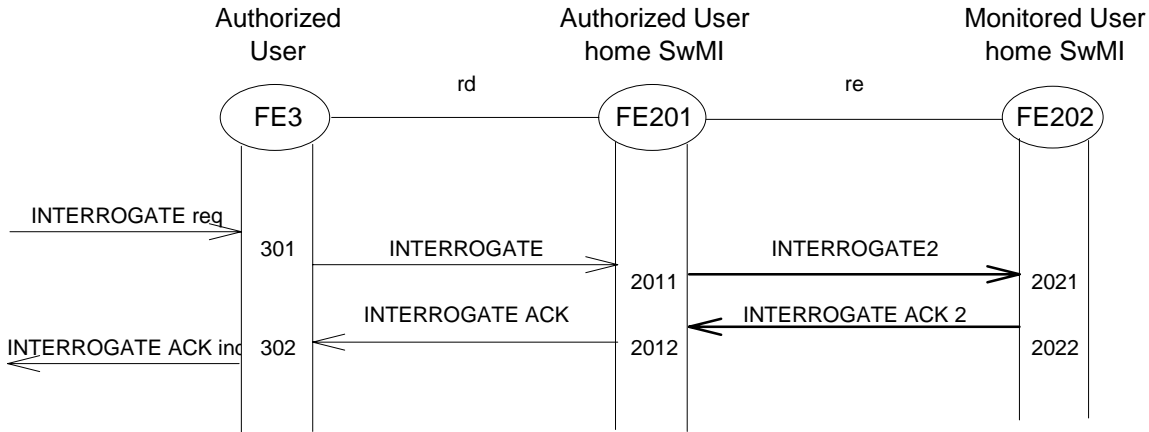 Authorized
User
Authorized User
home SwMI
Monitored User
home SwMI
rd
re
FE3
FE201
FE202
INTERROGATE req
301
INTERROGATE
INTERROGATE2
2011
2021
INTERROGATE ACK
INTERROGATE ACK 2
INTERROGATE ACK ind
302
2012
2022